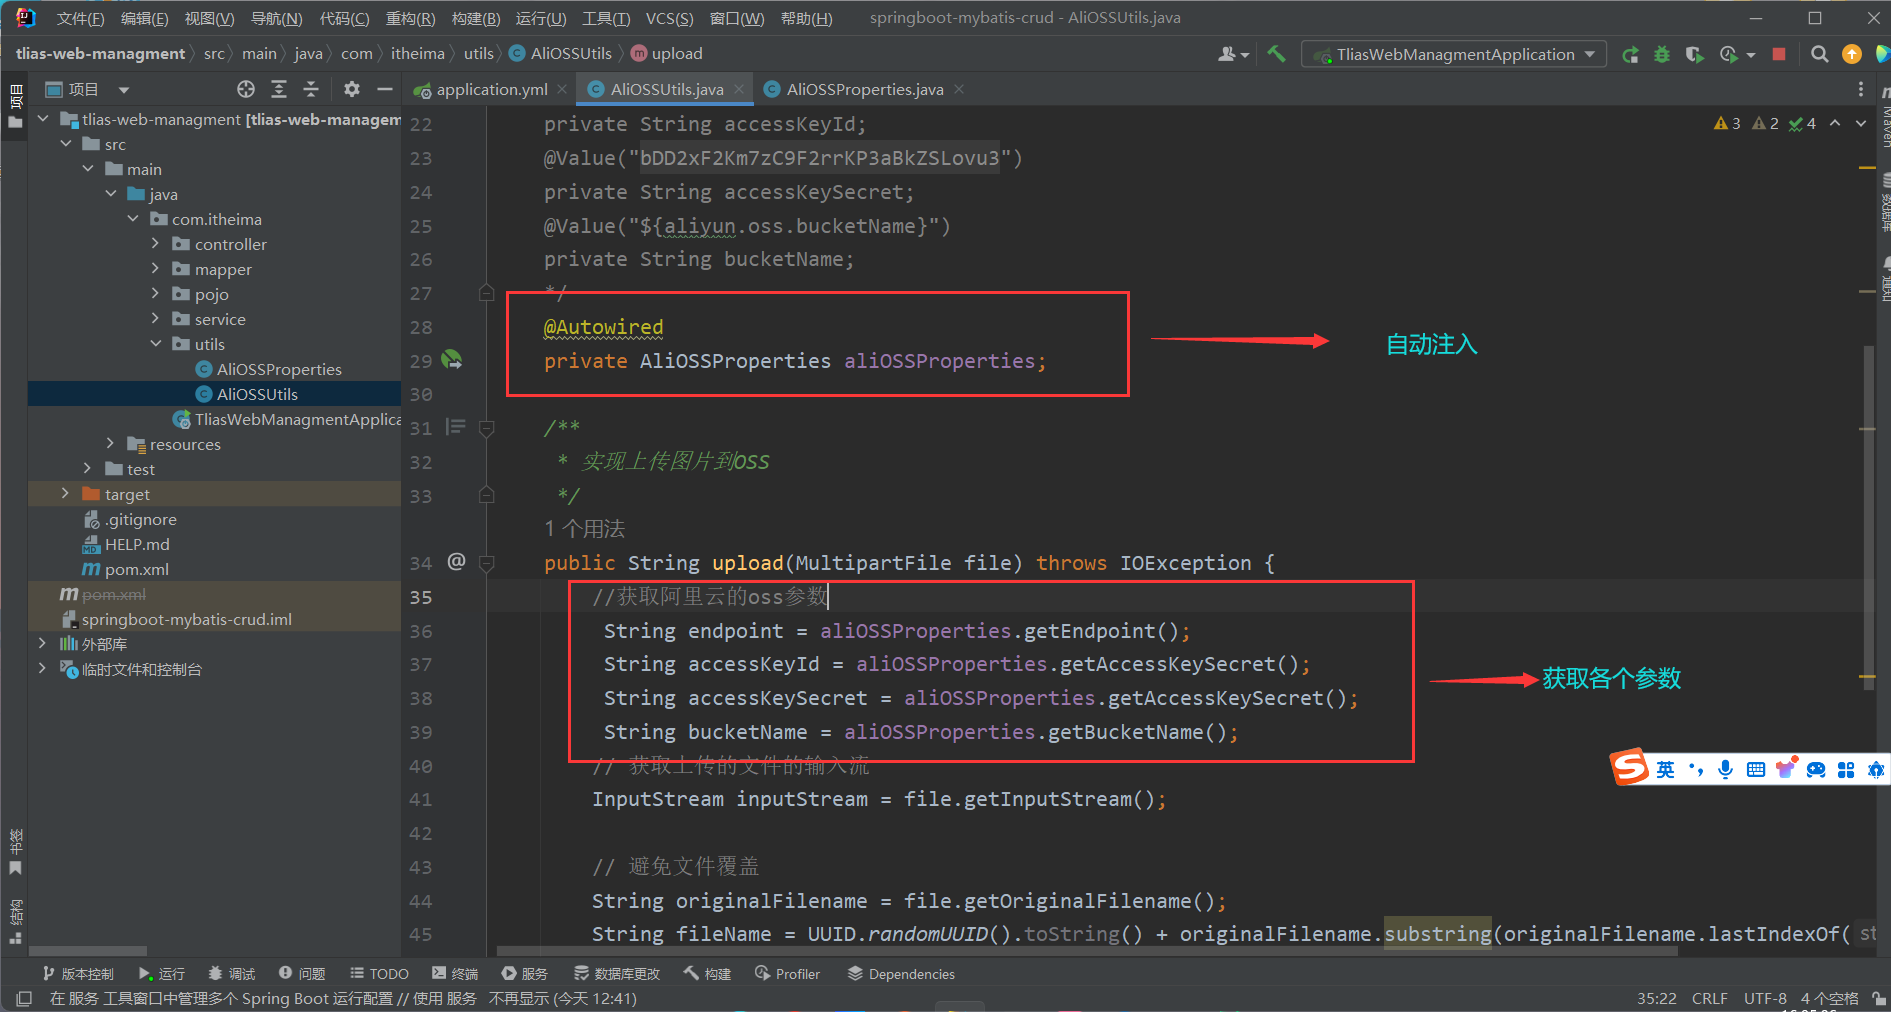 文件(F) 编辑(E) 视图(V) 导航(N) 代码(C) 重构(R) 构建(B) 运行(U) 工具(T) VCS(S) 窗口(W) 帮助(H) springboot-mybatis-crud - AliOSSUtils.java
tlias-web-managment src main java com itheima utils AliOSSUtils upload TliasWebManagmentApplication
项目 application.yml AliOSSUtils.java AliOSSProperties.java
项目
tlias-web-managment [tlias-web-managem
src
main
java
com.itheima
controller
mapper
pojo
service
utils
AliOSSProperties
AliOSSUtils
TliasWebManagmentApplica
resources
test
target
.gitignore
HELP.md
pom.xml
pom.xml
springboot-mybatis-crud.iml
外部库
临时文件和控制台
书签
结构
3 2 4
Maven
数据库
通知
22 private String accessKeyId;
23 @Value("bDD2xF2Km7zC9F2rrKP3aBkZSLovu3")
24 private String accessKeySecret;
25 @Value("${aliyun.oss.bucketName}")
26 private String bucketName;
27 */
28 @Autowired
29 private AliOSSProperties aliOSSProperties;
自动注入
30
31 /**
32 * 实现上传图片到OSS
33 */
1 个用法
34 @ public String upload(MultipartFile file) throws IOException {
35 //获取阿里云的oss参数
36 String endpoint = aliOSSProperties.getEndpoint();
37 String accessKeyId = aliOSSProperties.getAccessKeySecret();
38 String accessKeySecret = aliOSSProperties.getAccessKeySecret();
39 String bucketName = aliOSSProperties.getBucketName();
获取各个参数
40 // 获取上传的文件的输入流
41 InputStream inputStream = file.getInputStream();
42
43 // 避免文件覆盖
44 String originalFilename = file.getOriginalFilename();
45 String fileName = UUID.randomUUID().toString() + originalFilename.substring(originalFilename.lastIndexOf( st
英
版本控制 运行 调试 问题 TODO 终端 服务 数据库更改 构建 Profiler Dependencies
在 服务 工具窗口中管理多个 Spring Boot 运行配置 // 使用 服务 不再显示 (今天 12:41) 35:22 CRLF UTF-8 4 个空格